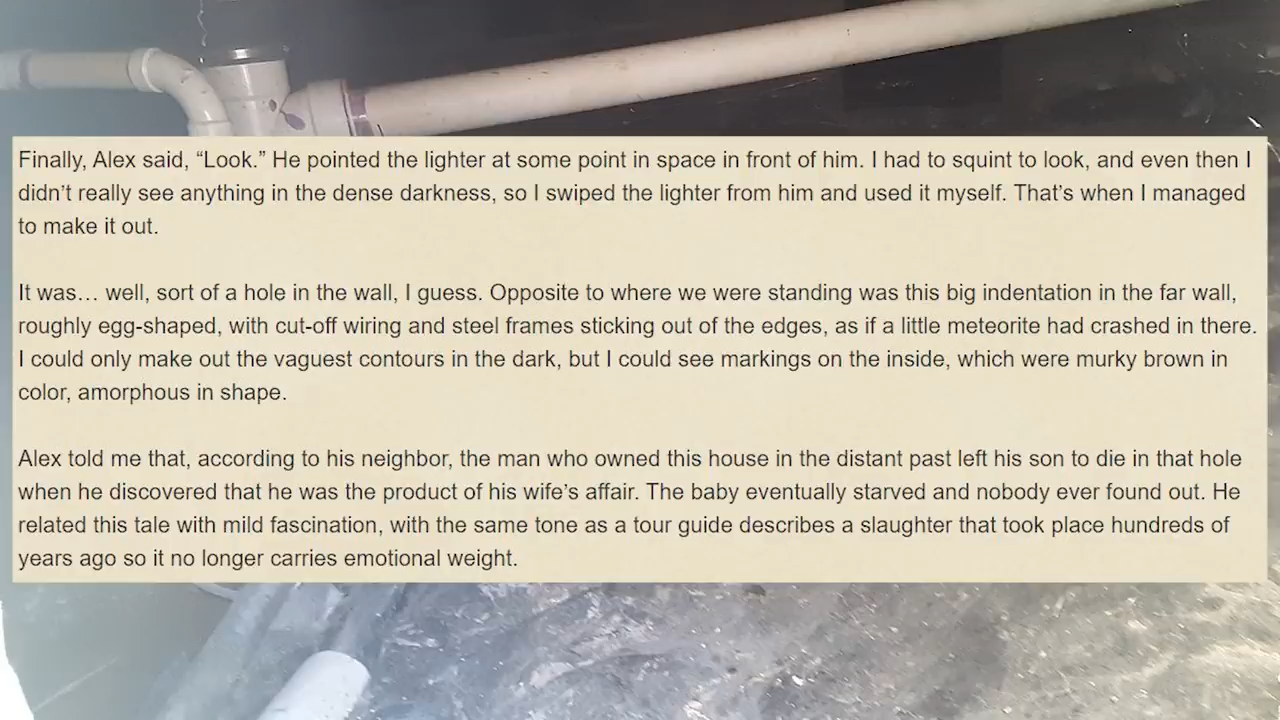 Finally, Alex said, “Look.” He pointed the lighter at some point in space in front of him. I had to squint to look, and even then I
didn’t really see anything in the dense darkness, so I swiped the lighter from him and used it myself. That’s when I managed
to make it out.
It was… well, sort of a hole in the wall, I guess. Opposite to where we were standing was this big indentation in the far wall,
roughly egg-shaped, with cut-off wiring and steel frames sticking out of the edges, as if a little meteorite had crashed in there.
I could only make out the vaguest contours in the dark, but I could see markings on the inside, which were murky brown in
color, amorphous in shape.
Alex told me that, according to his neighbor, the man who owned this house in the distant past left his son to die in that hole
when he discovered that he was the product of his wife’s affair. The baby eventually starved and nobody ever found out. He
related this tale with mild fascination, with the same tone as a tour guide describes a slaughter that took place hundreds of
years ago so it no longer carries emotional weight.